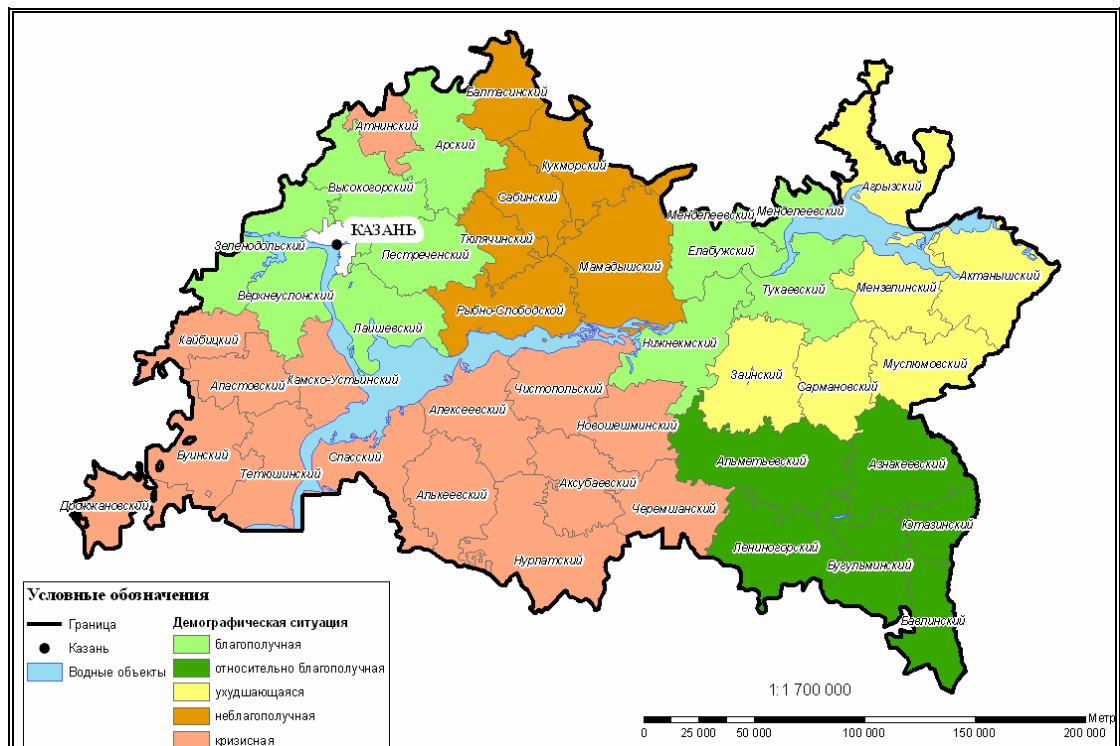 Балтасинский
Атнинский
Арский
Кукморский
Высокогорский
Сабинский
Агрызский
Менделеевский
Менделеевский
КАЗАНЬ
Тюлячинский
Зеленодольский
Пестреченский
Елабужский
Мамадышский
Актанышский
Мензелинский
Тукаевский
Верхнеуслонский
Рыбно-Слободской
Лаишевский
Кайбицкий
Нижнекмский
Муслюмовский
Заинский
Сармановский
Апастовский
Камско-Устьинский
Чистопольский
Алексеевский
Новошешминский
Буинский
Спасский
Альметьевский
Азнакеевский
Тетюшинский
Аксубаевский
Алькеевский
Черемшанский
Дрожжановский
Ютазинский
Лениногорский
Нурлатский
Бугульминский
Бавлинский
Условные обозначения
Граница
Казань
Водные объекты
Демографическая ситуация
благополучная
относительно благополучная
ухудшающаяся
неблагополучная
кризисная
1:1 700 000
Метр
0 25 000 50 000 100 000 150 000 200 000